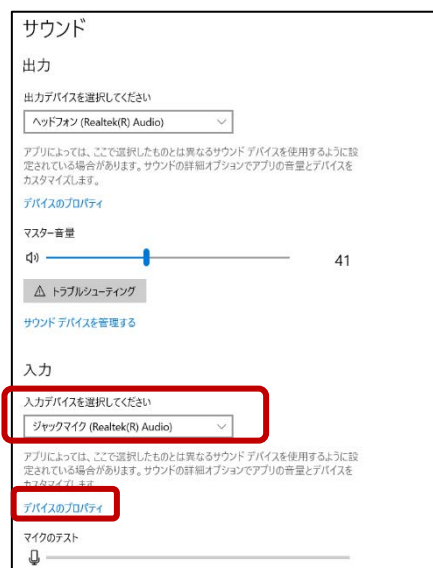 サウンド
出力
出力デバイスを選択してください
ヘッドフォン (Realtek(R) Audio)
アプリによっては、ここで選択したものとは異なるサウンド デバイスを使用するように設
定されている場合があります。サウンドの詳細オプションでアプリの音量とデバイスを
カスタマイズします。
デバイスのプロパティ
マスター音量
41
トラブルシューティング
サウンド デバイスを管理する
入力
入力デバイスを選択してください
ジャックマイク (Realtek(R) Audio)
アプリによっては、ここで選択したものとは異なるサウンド デバイスを使用するように設
定されている場合があります。サウンドの詳細オプションでアプリの音量とデバイスを
カスタマイズします
デバイスのプロパティ
マイクのテスト